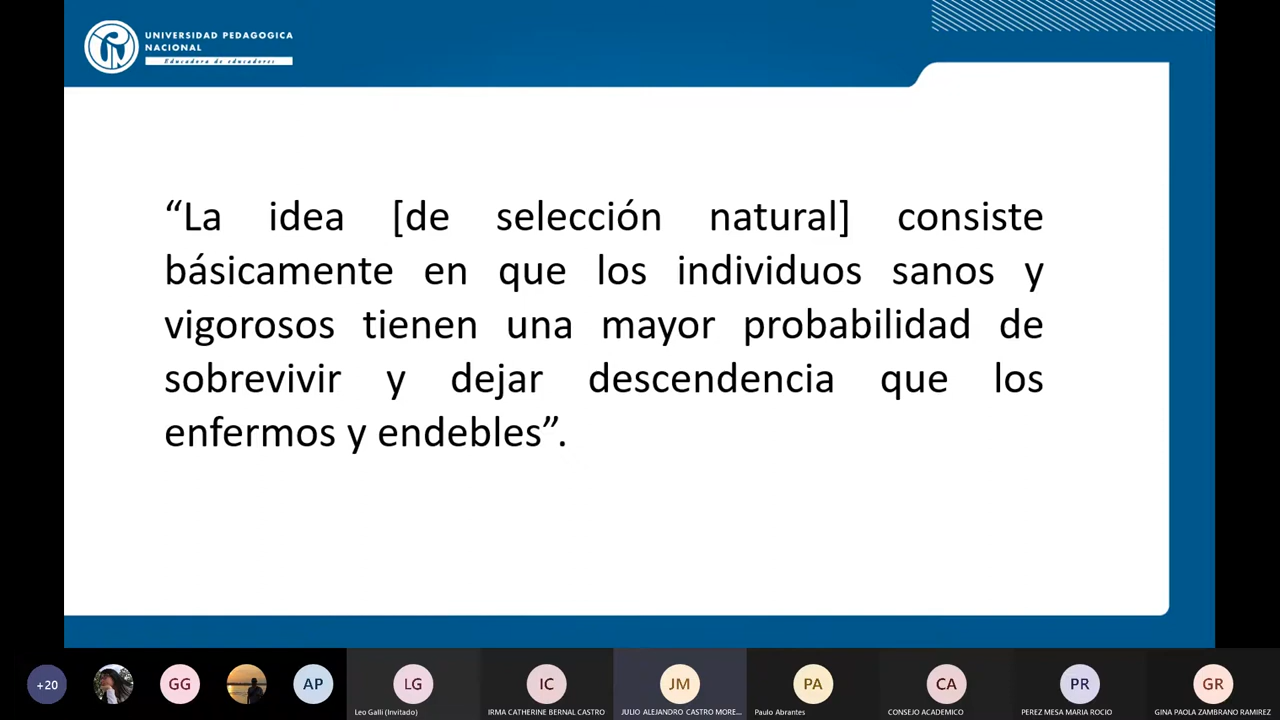 UNIVERSIDAD PEDAGOGICA
NACIONAL
Educadora de educadores
“La idea [de selección natural] consiste
básicamente en que los individuos sanos y
vigorosos tienen una mayor probabilidad de
sobrevivir y dejar descendencia que los
enfermos y endebles”.
+20
GG
AP
LG
IC
JM
PA
CA
PR
GR
Leo Galli (Invitado)
IRMA CATHERINE BERNAL CASTRO
JULIO ALEJANDRO CASTRO MORE...
Paulo Abrantes
CONSEJO ACADEMICO
PEREZ MESA MARIA ROCIO
GINA PAOLA ZAMBRANO RAMIREZ